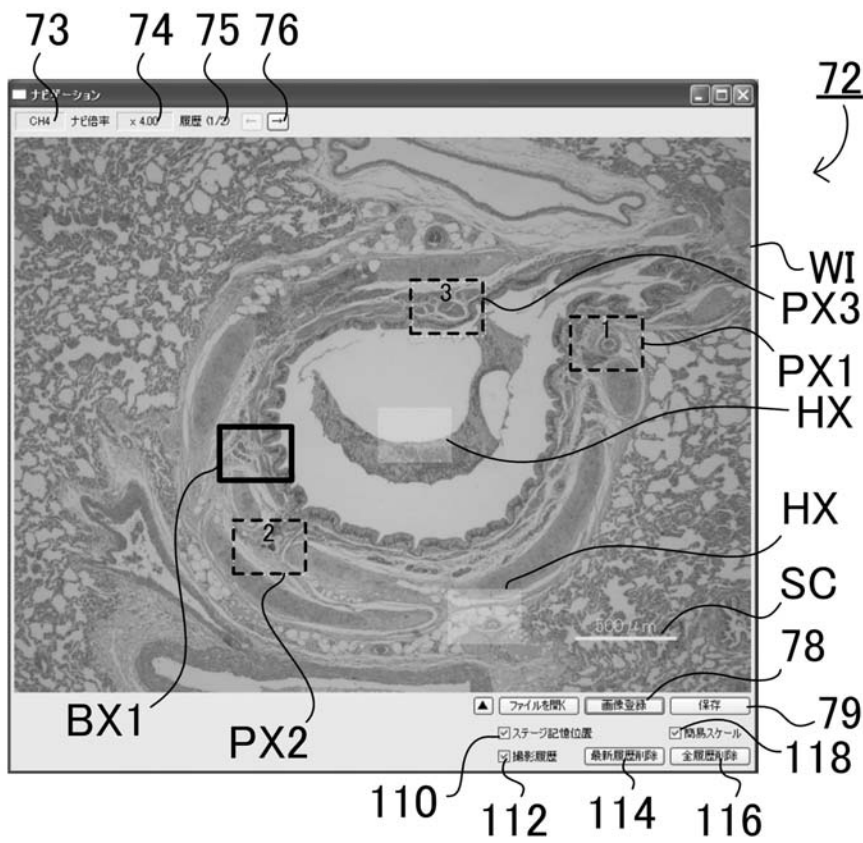 73 74 75 76
72
ナビゲーション
CH4 ナビ倍率 x 4.00 履歴 (1/2) ← →
WI
3
PX3
1
PX1
HX
2
HX
SC
500μm
78
▲ ファイルを開く 画像登録 保存
79
BX1
PX2
ステージ記憶位置 簡易スケール
118
撮影履歴 最新履歴削除 全履歴削除
110
112
114
116